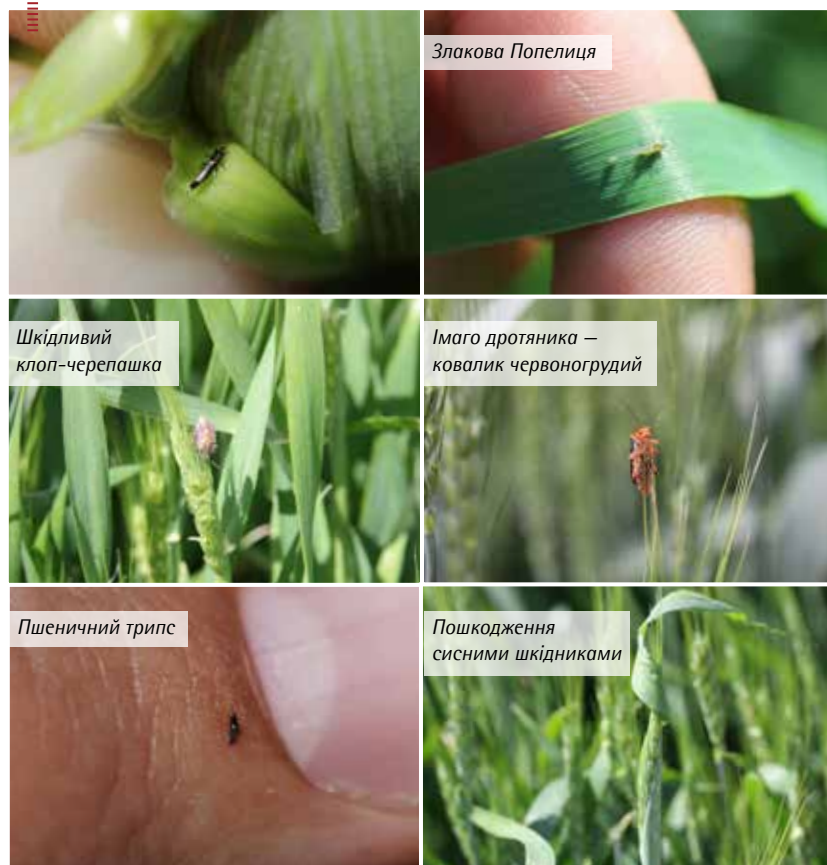 Злакова Попелиця
Шкідливий
клоп-черепашка
Імаго дротяника —
ковалик червоногрудий
Пшеничний трипс
Пошкодження
сисними шкідниками